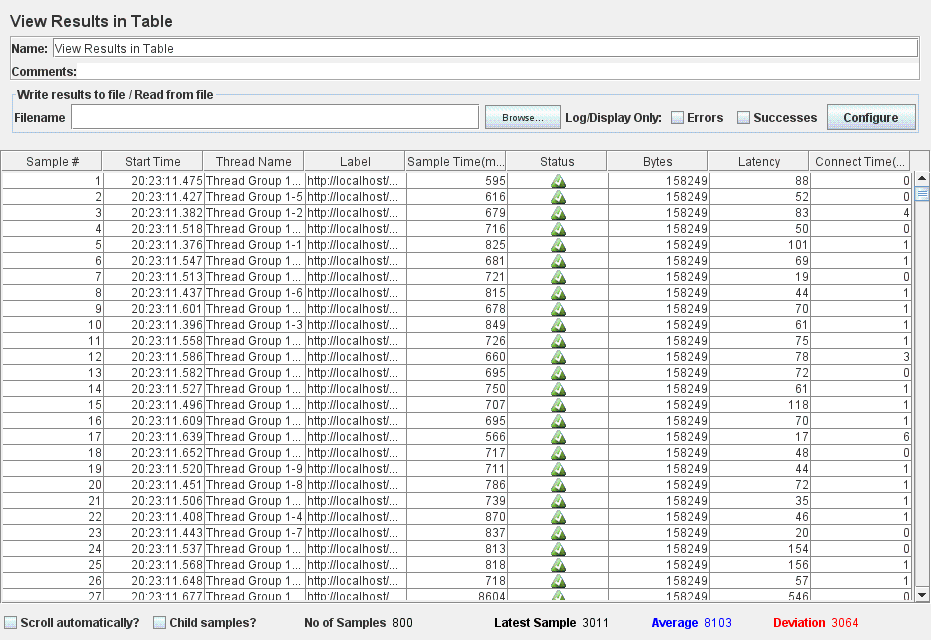 View Results in Table
Name: View Results in Table
Comments:
Write results to file / Read from file
Filename Browse... Log/Display Only: Errors Successes Configure
Sample # Start Time Thread Name Label Sample Time(m... Status Bytes Latency Connect Time(...
1 20:23:11.475 Thread Group 1... http://localhost/... 595 158249 88 0
2 20:23:11.427 Thread Group 1-5 http://localhost/... 616 158249 52 0
3 20:23:11.382 Thread Group 1-2 http://localhost/... 679 158249 83 4
4 20:23:11.518 Thread Group 1... http://localhost/... 716 158249 50 0
5 20:23:11.376 Thread Group 1-1 http://localhost/... 825 158249 101 1
6 20:23:11.547 Thread Group 1... http://localhost/... 681 158249 69 1
7 20:23:11.513 Thread Group 1... http://localhost/... 721 158249 19 0
8 20:23:11.437 Thread Group 1-6 http://localhost/... 815 158249 44 1
9 20:23:11.601 Thread Group 1... http://localhost/... 678 158249 70 1
10 20:23:11.396 Thread Group 1-3 http://localhost/... 849 158249 61 1
11 20:23:11.558 Thread Group 1... http://localhost/... 726 158249 75 1
12 20:23:11.586 Thread Group 1... http://localhost/... 660 158249 78 3
13 20:23:11.582 Thread Group 1... http://localhost/... 695 158249 72 0
14 20:23:11.527 Thread Group 1... http://localhost/... 750 158249 61 1
15 20:23:11.496 Thread Group 1... http://localhost/... 707 158249 118 1
16 20:23:11.609 Thread Group 1... http://localhost/... 695 158249 70 1
17 20:23:11.639 Thread Group 1... http://localhost/... 566 158249 17 6
18 20:23:11.652 Thread Group 1... http://localhost/... 717 158249 48 0
19 20:23:11.520 Thread Group 1-9 http://localhost/... 711 158249 44 1
20 20:23:11.451 Thread Group 1-8 http://localhost/... 786 158249 72 1
21 20:23:11.506 Thread Group 1... http://localhost/... 739 158249 35 1
22 20:23:11.408 Thread Group 1-4 http://localhost/... 870 158249 46 1
23 20:23:11.443 Thread Group 1-7 http://localhost/... 837 158249 20 0
24 20:23:11.537 Thread Group 1... http://localhost/... 813 158249 154 0
25 20:23:11.568 Thread Group 1... http://localhost/... 818 158249 156 1
26 20:23:11.648 Thread Group 1... http://localhost/... 718 158249 57 1
27 20:23:11.677 Thread Group 1... http://localhost/... 8604 158249 546 0
Scroll automatically? Child samples? No of Samples 800 Latest Sample 3011 Average 8103 Deviation 3064